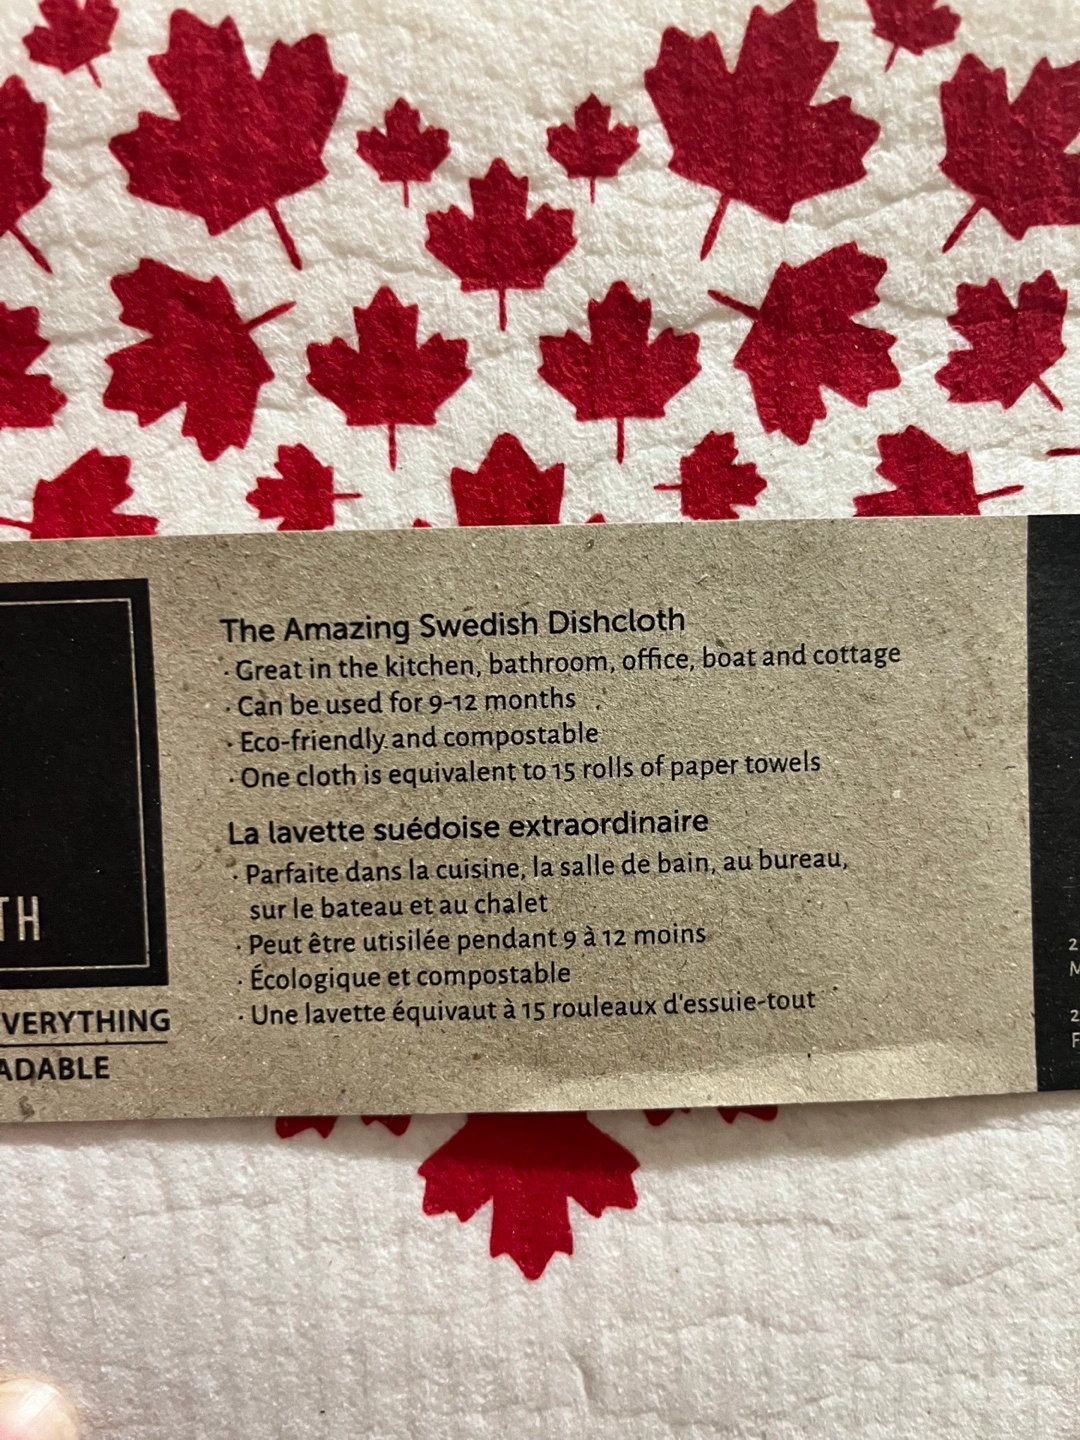 The Amazing Swedish Dishcloth
· Great in the kitchen, bathroom, office, boat and cottage
· Can be used for 9-12 months
· Eco-friendly and compostable
· One cloth is equivalent to 15 rolls of paper towels
La lavette suédoise extraordinaire
· Parfaite dans la cuisine, la salle de bain, au bureau,
sur le bateau et au chalet
· Peut être utisilée pendant 9 à 12 moins
· Écologique et compostable
· Une lavette équivaut à 15 rouleaux d'essuie-tout
TH
VERYTHING
ADABLE
2
M
2
F